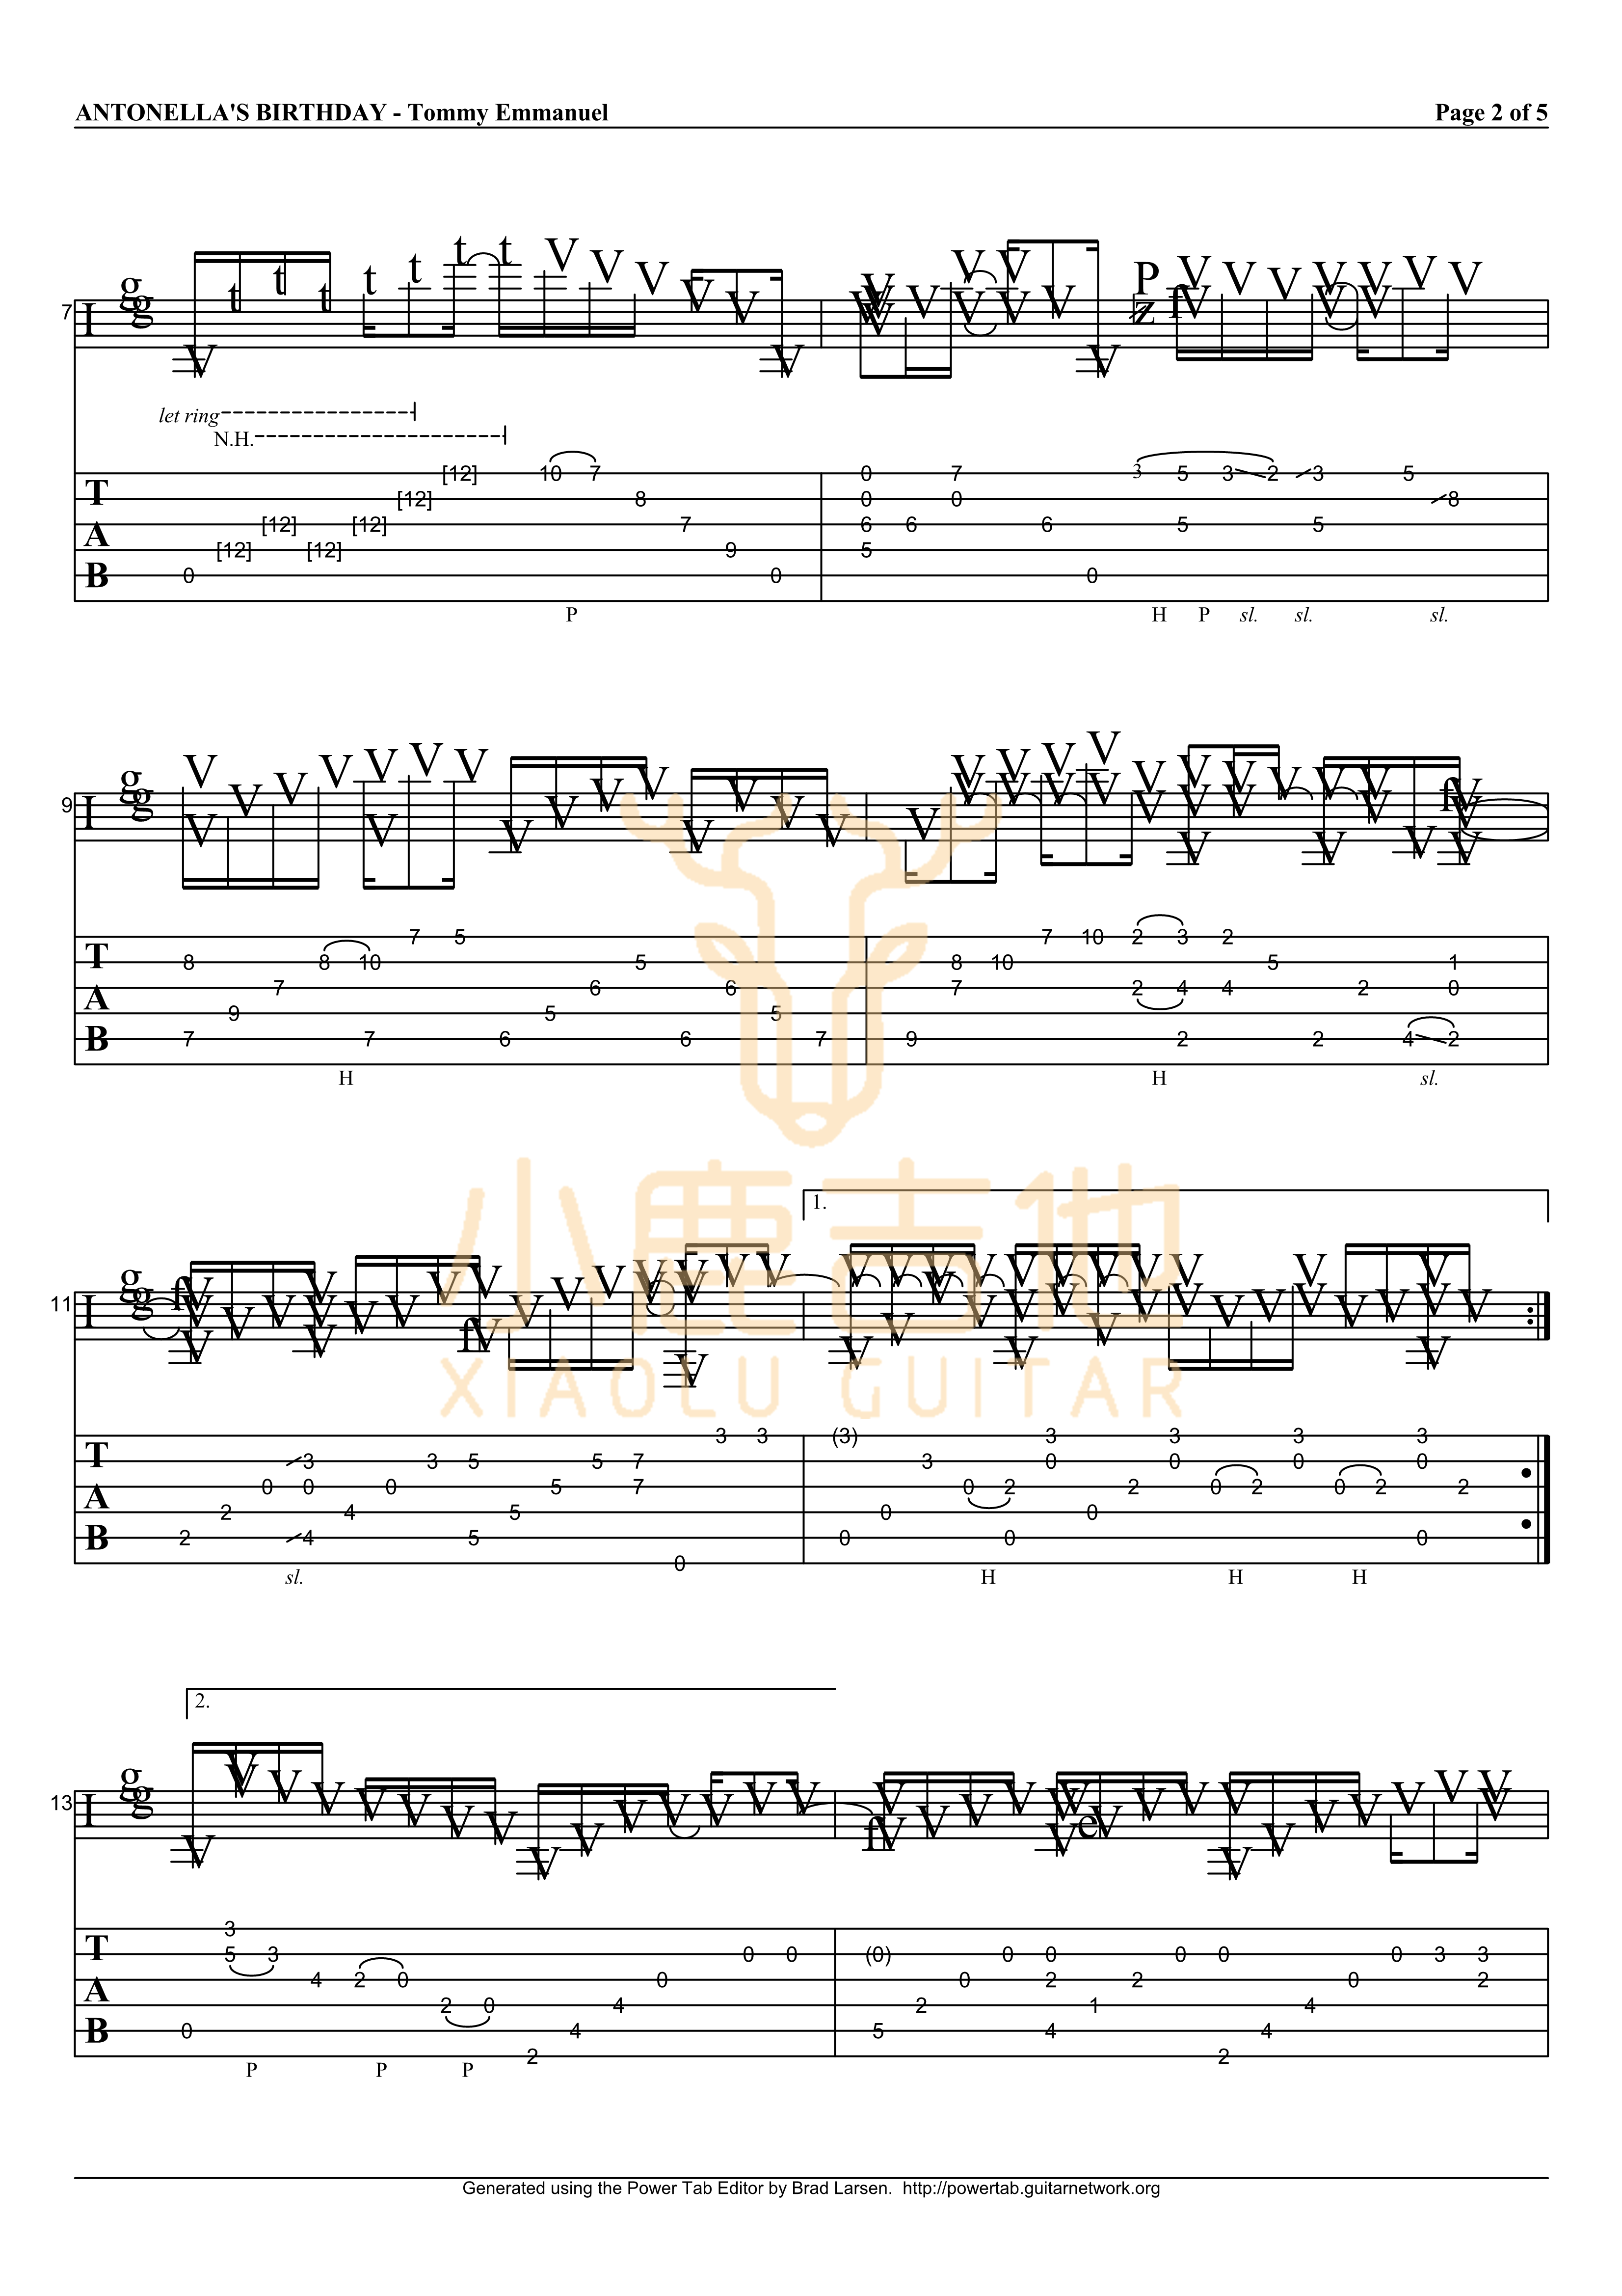 ANTONELLA'S BIRTHDAY - Tommy Emmanuel Page 2 of 5
7
let ring
N.H.
[12] 10 7 0 7 3 5 3 2 3 5
T [12] 8 0 0 8
[12] [12] 7 6 6 6 5 5
A [12] [12] 9 5
B 0 0 0
P H P sl. sl. sl.
9
7 5 7 10 2 3 2
T 8 8 10 5 8 10 5 1
7 6 6 7 2 4 4 2 0
A 9 5 5
B 7 7 6 6 7 9 2 2 4 2
H H sl.
小鹿吉他
1.
11
XIAOLU GUITAR
3 3 (3) 3 3 3 3
T 3 3 5 5 7 3 0 0 0 0
0 0 0 5 7 0 2 2 0 2 0 2 2
A 2 4 5 0 0
B 2 4 5 0 0 0
0
sl. H H H
2.
13
3
T 5 3 0 0 (0) 0 0 0 0 0 3 3
4 2 0 0 0 2 2 0 2
A 2 0 4 2 1 4
B 0 4 5 4 4
2 2
P P P
Generated using the Power Tab Editor by Brad Larsen. http://powertab.guitarnetwork.org